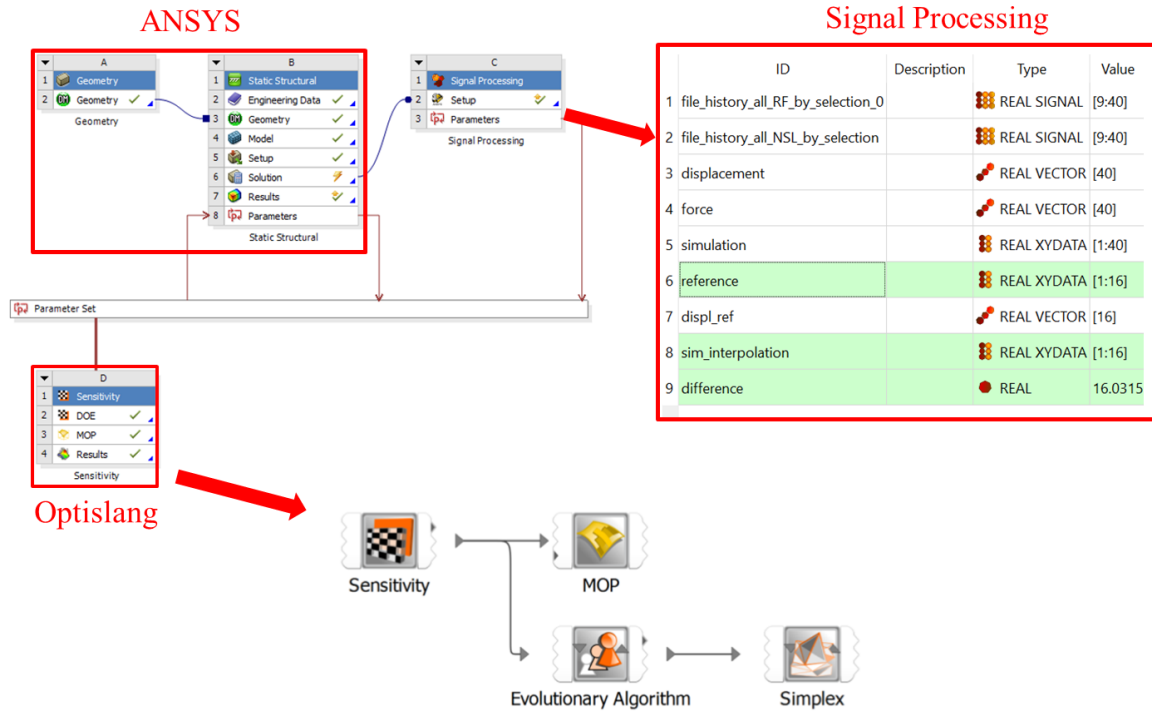 ANSYS
Signal Processing
A
1 Geometry
2 Geometry
Geometry
B
1 Static Structural
2 Engineering Data
3 Geometry
4 Model
5 Setup
6 Solution
7 Results
8 Parameters
Static Structural
C
1 Signal Processing
2 Setup
3 Parameters
Signal Processing
ID Description Type Value
1 file_history_all_RF_by_selection_0 REAL SIGNAL [9:40]
2 file_history_all_NSL_by_selection REAL SIGNAL [9:40]
3 displacement REAL VECTOR [40]
4 force REAL VECTOR [40]
5 simulation REAL XYDATA [1:40]
6 reference REAL XYDATA [1:16]
7 displ_ref REAL VECTOR [16]
8 sim_interpolation REAL XYDATA [1:16]
9 difference REAL 16.0315
Parameter Set
D
1 Sensitivity
2 DOE
3 MOP
4 Results
Sensitivity
Optislang
Sensitivity
MOP
Evolutionary Algorithm
Simplex